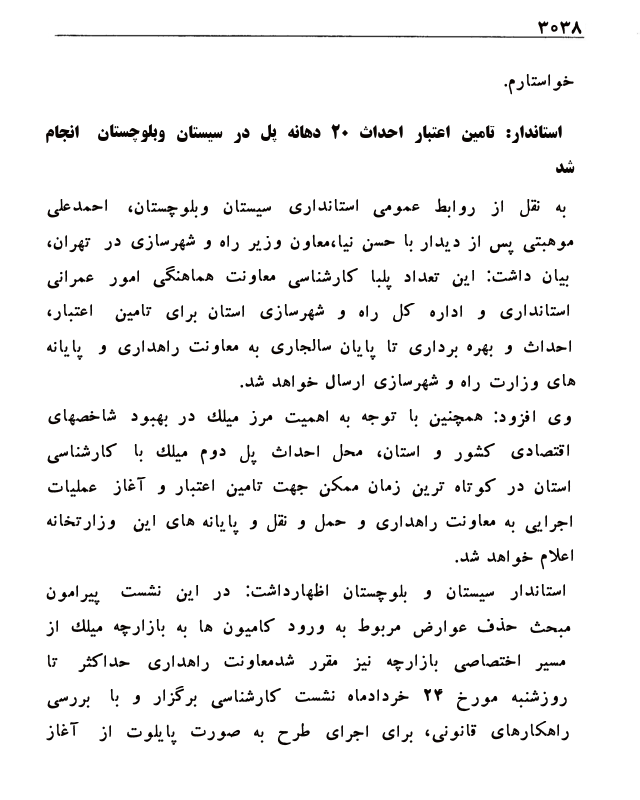 ۳۰۳۸
خواستارم.
استاندار: تامین اعتبار احداث ۲۰ دهانه پل در سیستان وبلوچستان انجام
شد
به نقل از روابط عمومی استانداری سیستان وبلوچستان، احمدعلی
موهبتی پس از دیدار با حسن نیا،معاون وزیر راه و شهرسازی در تهران،
بیان داشت: این تعداد پلبا کارشناسی معاونت هماهنگی امور عمرانی
استانداری و اداره کل راه و شهرسازی استان برای تامین اعتبار،
احداث و بهره برداری تا پایان سالجاری به معاونت راهداری و پایانه
های وزارت راه و شهرسازی ارسال خواهد شد.
وی افزود: همچنین با توجه به اهمیت مرز میلك در بهبود شاخصهای
اقتصادی کشور و استان، محل احداث پل دوم میلك با کارشناسی
استان در کوتاه ترین زمان ممکن جهت تامین اعتبار و آغاز عملیات
اجرایی به معاونت راهداری و حمل و نقل و پایانه های این وزارتخانه
اعلام خواهد شد.
استاندار سیستان و بلوچستان اظهارداشت: در این نشست پیرامون
مبحث حذف عوارض مربوط به ورود کامیون ها به بازارچه میلك از
مسیر اختصاصی بازارچه نیز مقرر شدمعاونت راهداری حداکثر تا
روزشنبه مورخ ۲۴ خردادماه نشست کارشناسی برگزار و با بررسی
راهکارهای قانونی، برای اجرای طرح به صورت پایلوت از آغاز